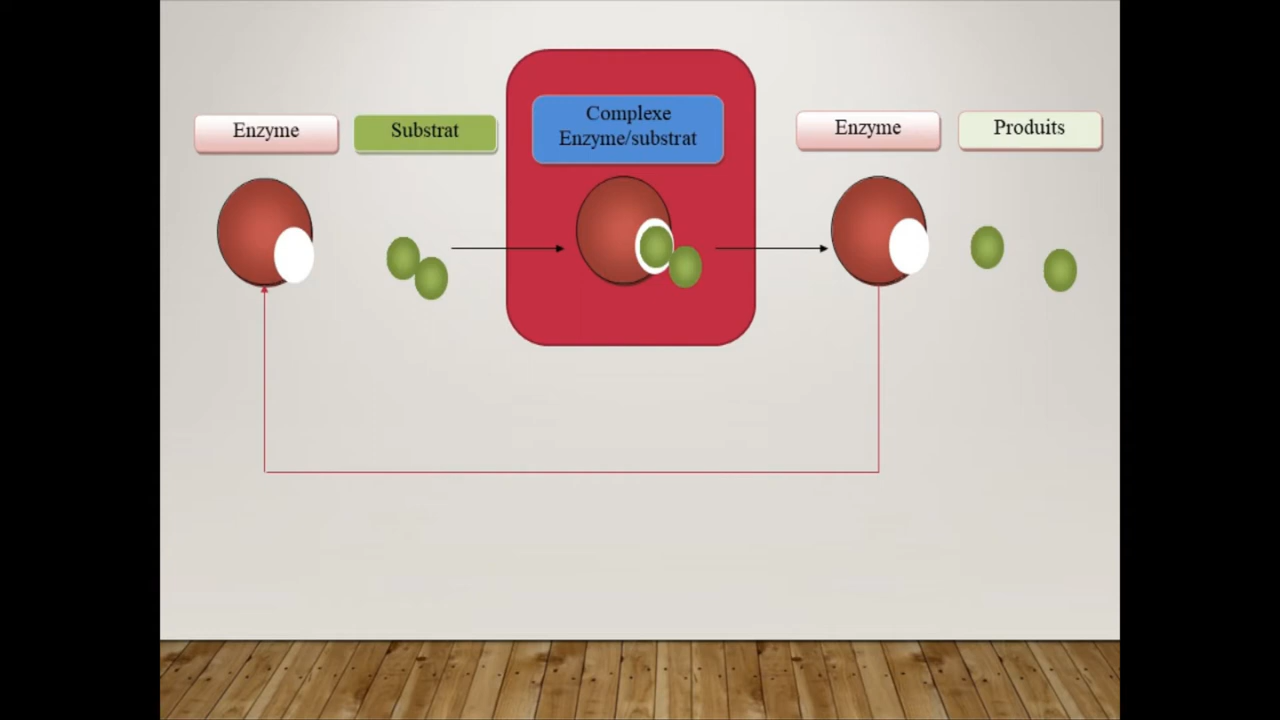 Enzyme
Substrat
Complexe
Enzyme/substrat
Enzyme
Produits